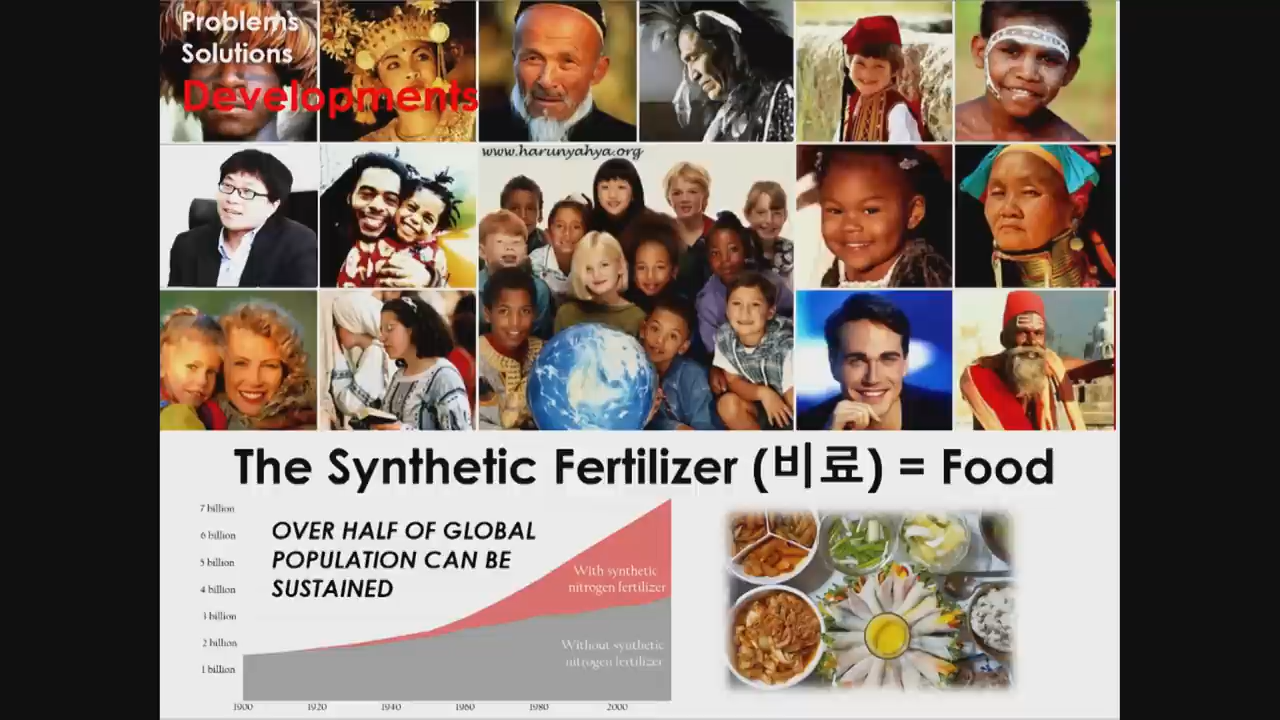 Problems
Solutions
Developments
www.harunyahya.org
The Synthetic Fertilizer (비료) = Food
7 billion
6 billion
5 billion
4 billion
3 billion
2 billion
1 billion
OVER HALF OF GLOBAL
POPULATION CAN BE
SUSTAINED
With synthetic
nitrogen fertilizer
Without synthetic
nitrogen fertilizer
1900 1920 1940 1960 1980 2000